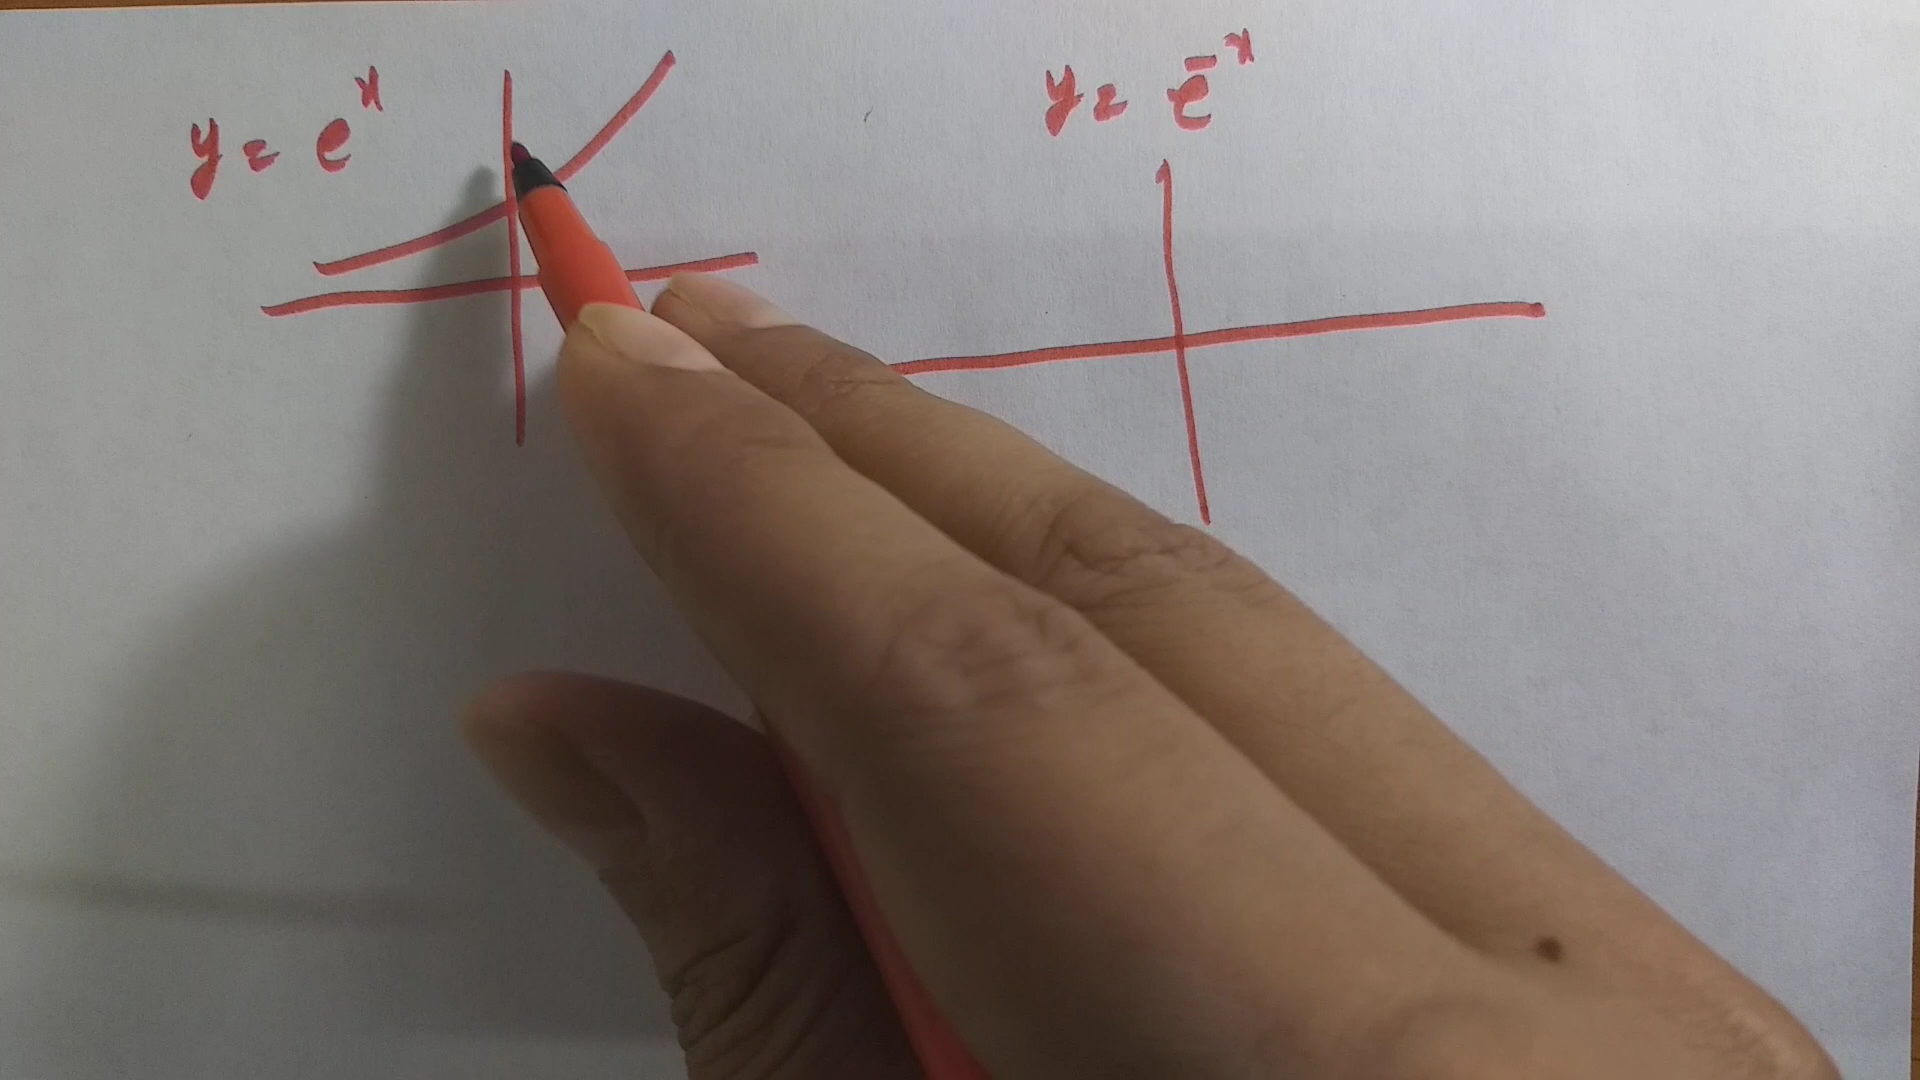 y = e^x
y = e^-x